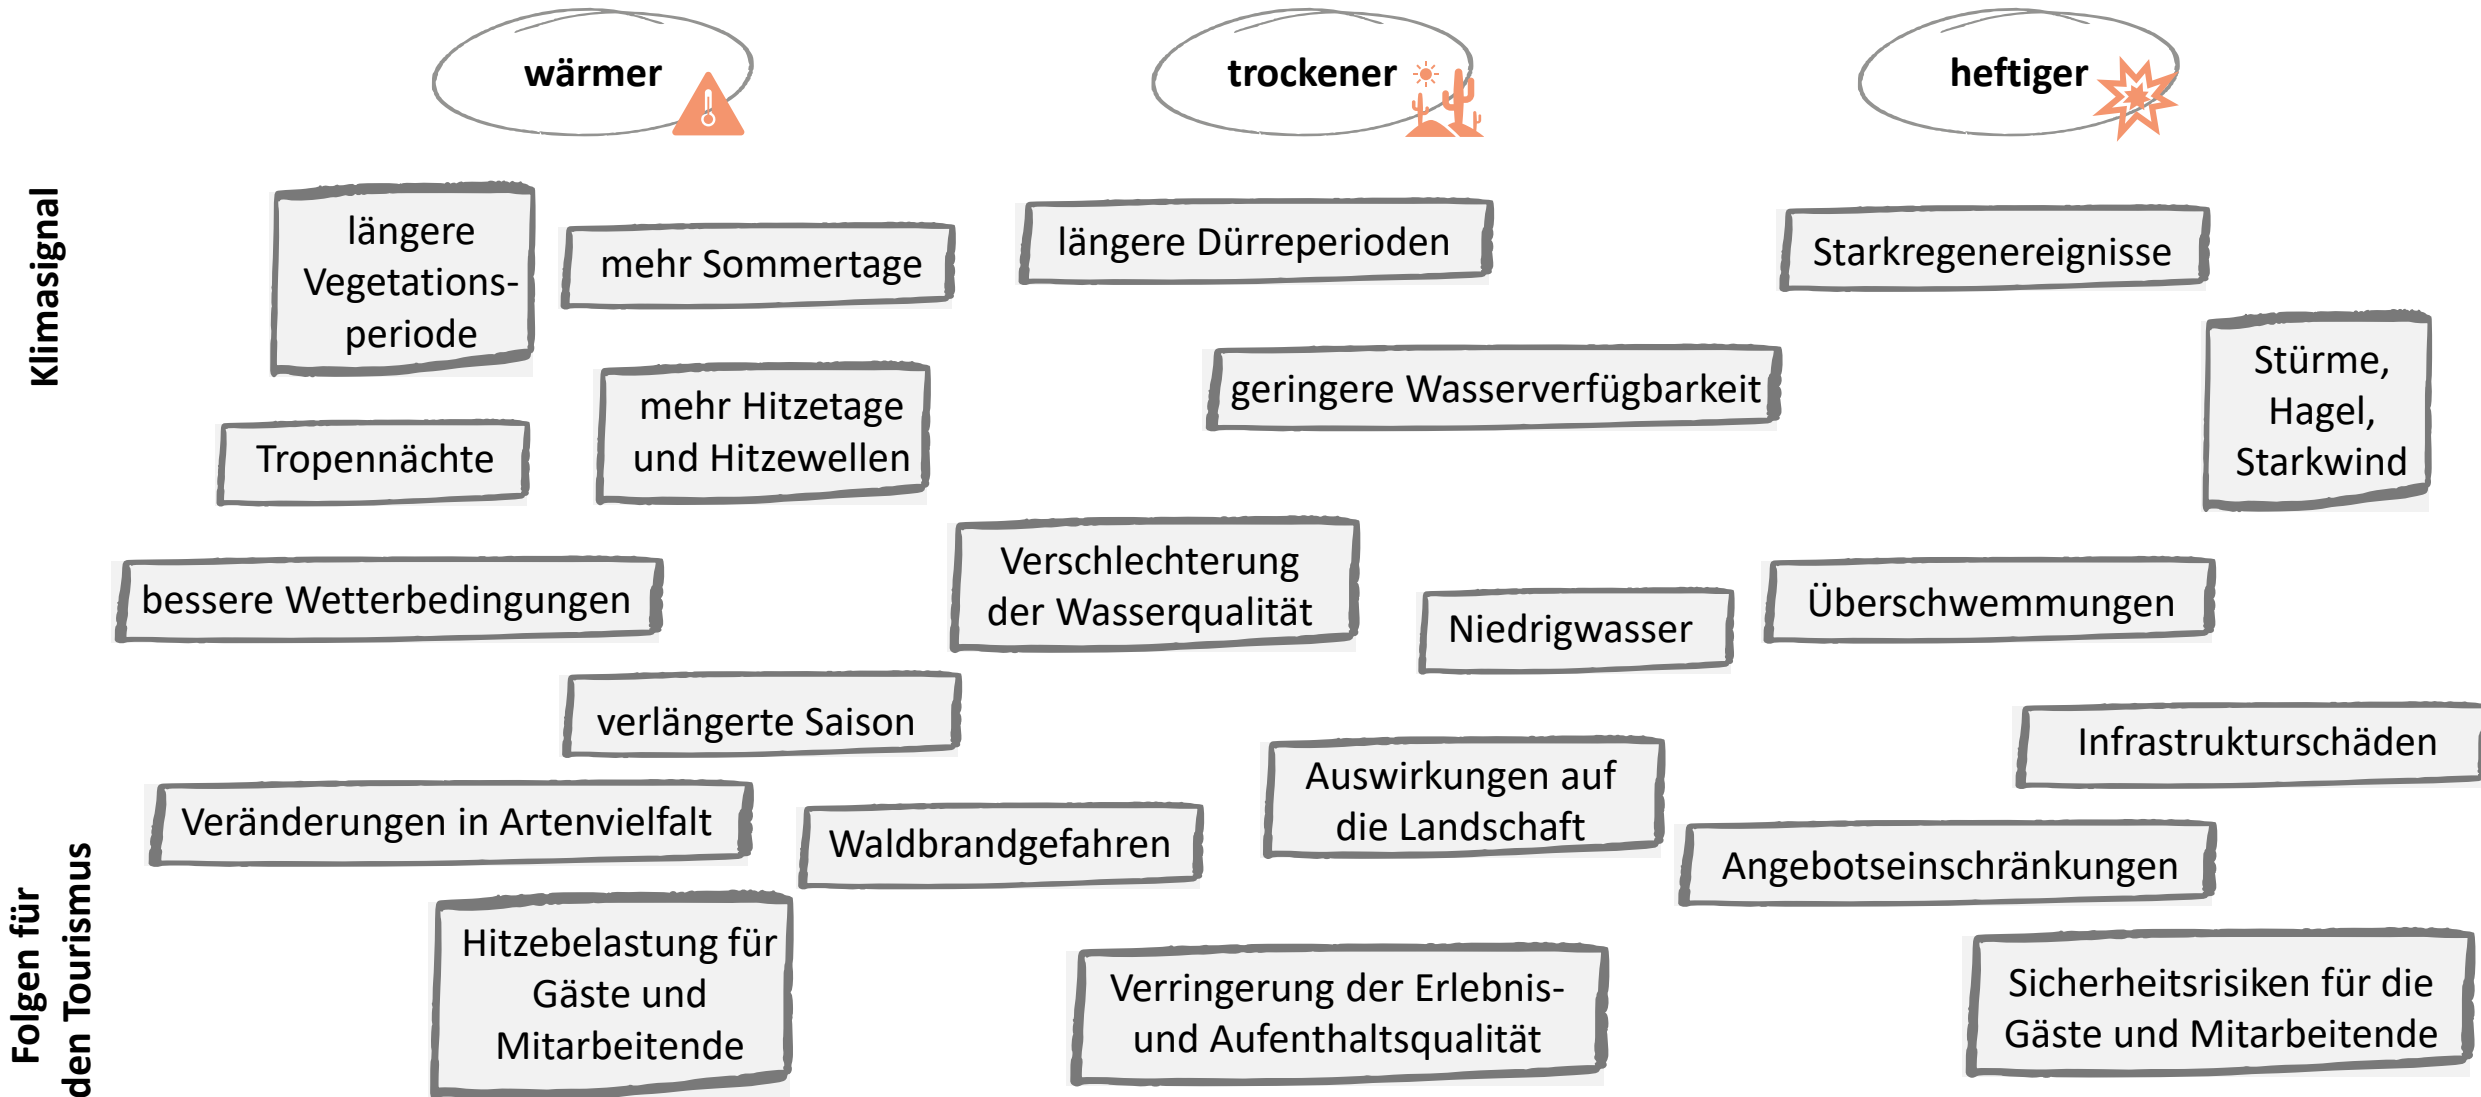 wärmer
trockener
heftiger
Klimasignal
längere
Vegetations-
periode
mehr Sommertage
längere Dürreperioden
Starkregenereignisse
Tropennächte
mehr Hitzetage
und Hitzewellen
geringere Wasserverfügbarkeit
Stürme,
Hagel,
Starkwind
Folgen für
den Tourismus
bessere Wetterbedingungen
Verschlechterung
der Wasserqualität
Niedrigwasser
Überschwemmungen
verlängerte Saison
Infrastrukturschäden
Veränderungen in Artenvielfalt
Waldbrandgefahren
Auswirkungen auf
die Landschaft
Angebotseinschränkungen
Hitzebelastung für
Gäste und
Mitarbeitende
Verringerung der Erlebnis-
und Aufenthaltsqualität
Sicherheitsrisiken für die
Gäste und Mitarbeitende